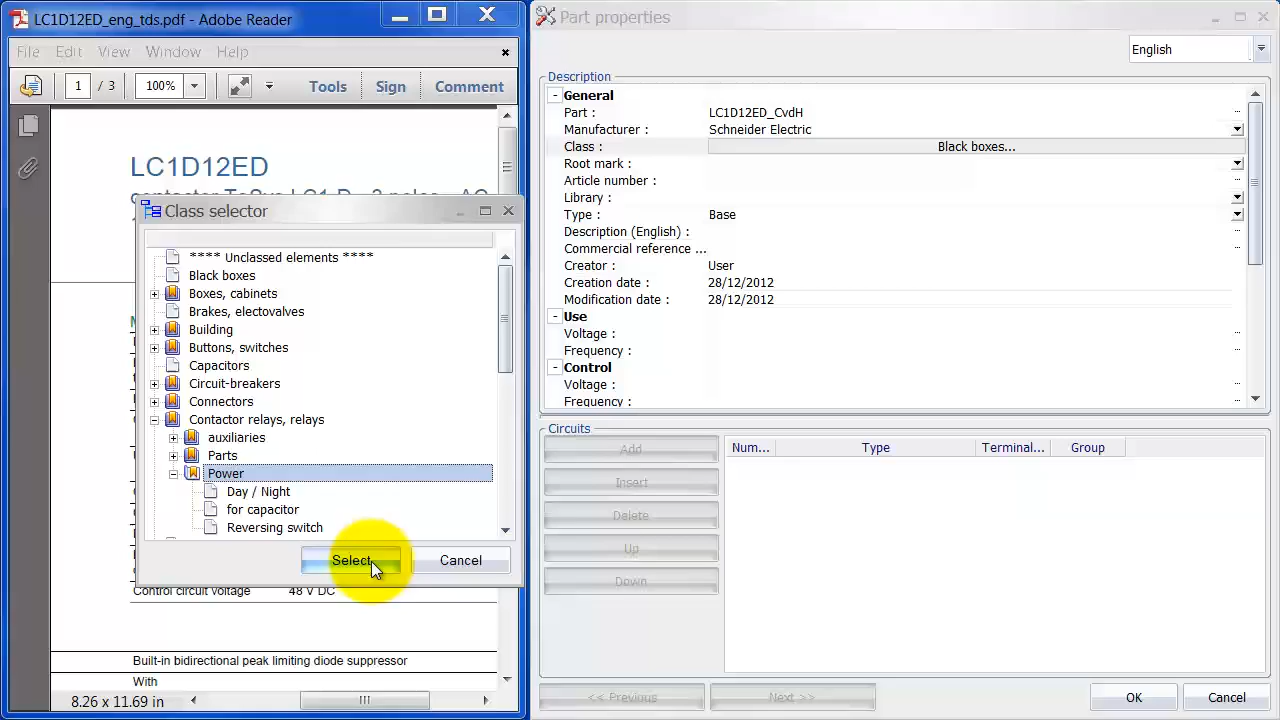 LC1D12ED_eng_tds.pdf - Adobe Reader
File Edit View Window Help
1 / 3 100% Tools Sign Comment
LC1D12ED
Class selector
**** Unclassed elements ****
Black boxes
Boxes, cabinets
Brakes, electovalves
Building
Buttons, switches
Capacitors
Circuit-breakers
Connectors
Contactor relays, relays
auxiliaries
Parts
Power
Day / Night
for capacitor
Reversing switch
Select
Cancel
Control circuit voltage 48 V DC
Built-in bidirectional peak limiting diode suppressor
With
8.26 x 11.69 in
Part properties
English
Description
General
Part : LC1D12ED_CvdH
Manufacturer : Schneider Electric
Class : Black boxes...
Root mark :
Article number :
Library :
Type : Base
Description (English) :
Commercial reference ...
Creator : User
Creation date : 28/12/2012
Modification date : 28/12/2012
Use
Voltage :
Frequency :
Control
Voltage :
Frequency :
Circuits
Add
Insert
Delete
Up
Down
Num... Type Terminal... Group
<< Previous
Next >>
OK
Cancel